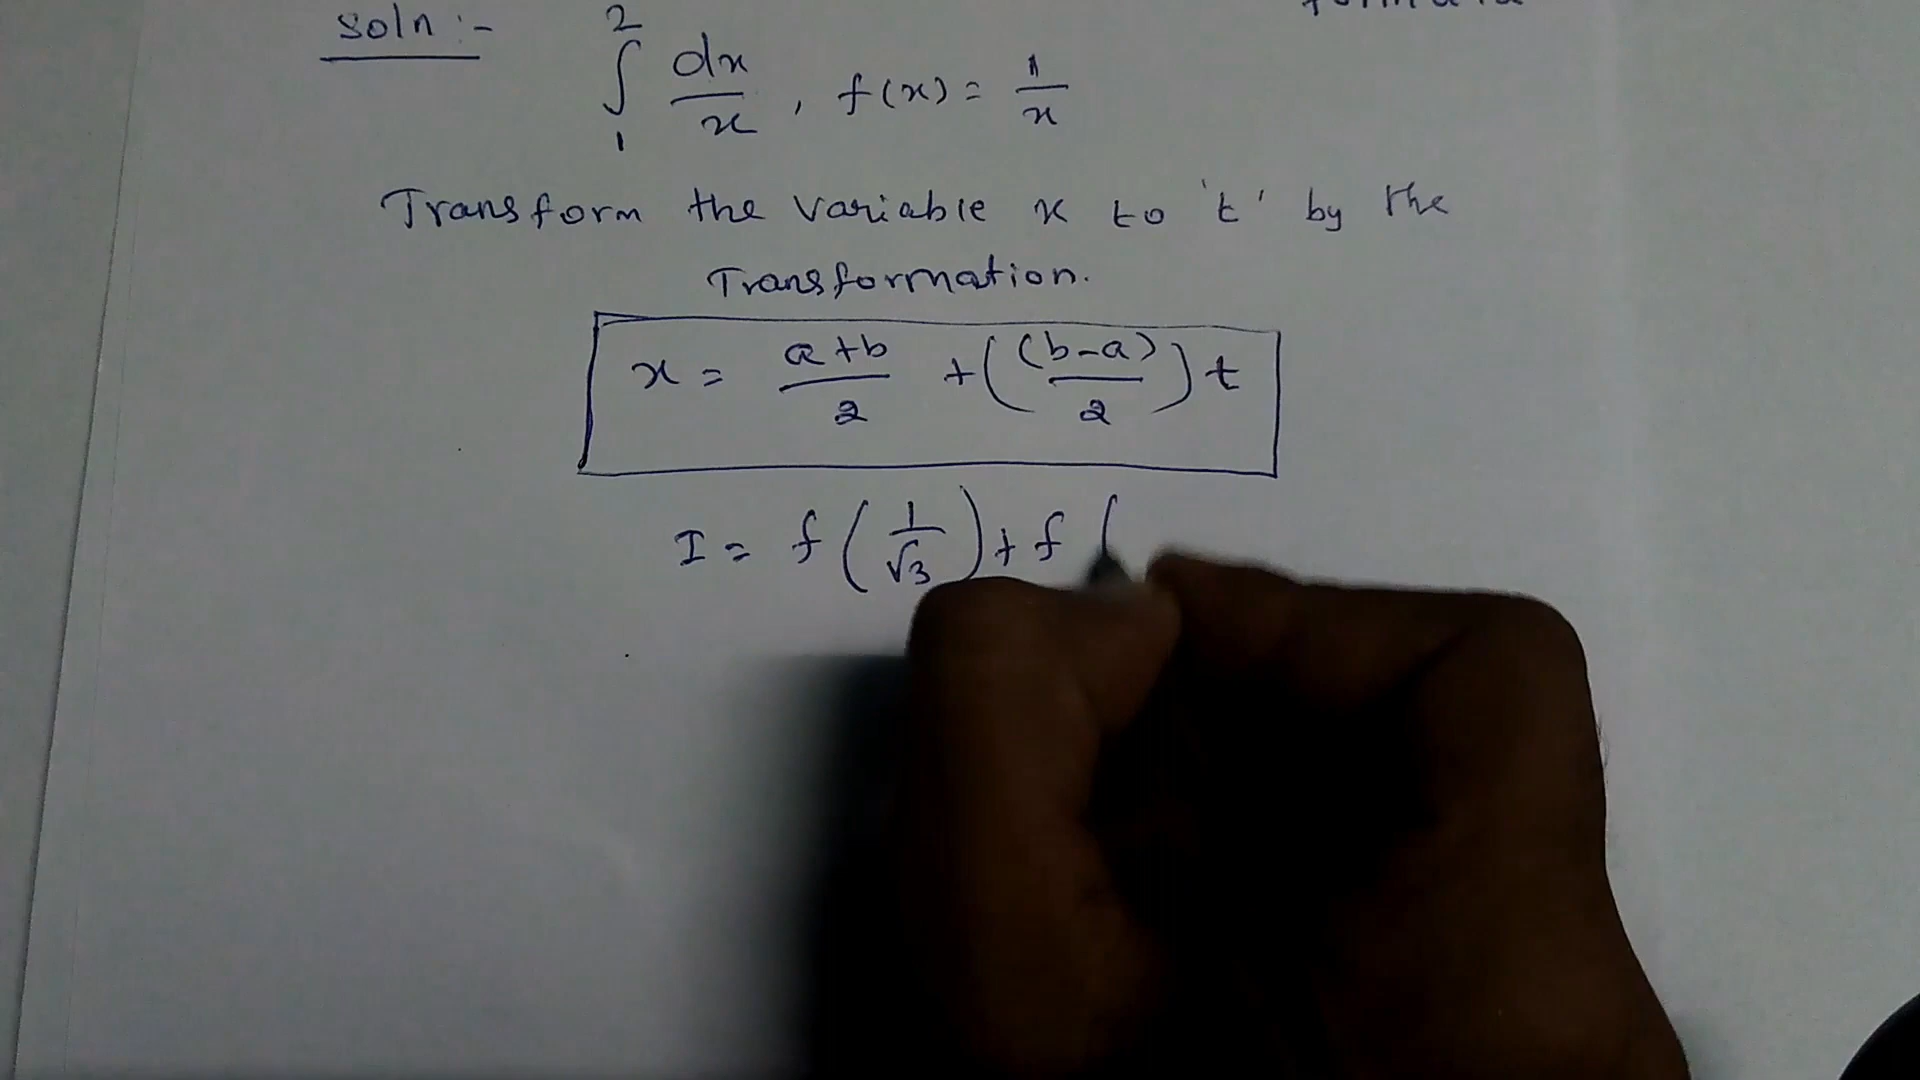 soln :-
∫₁² dx/x , f(x) = 1/x
Transform the variable x to 't' by the
Transformation.
x = a+b/2 + ((b-a)/2) t
I = f(1/√3) + f(